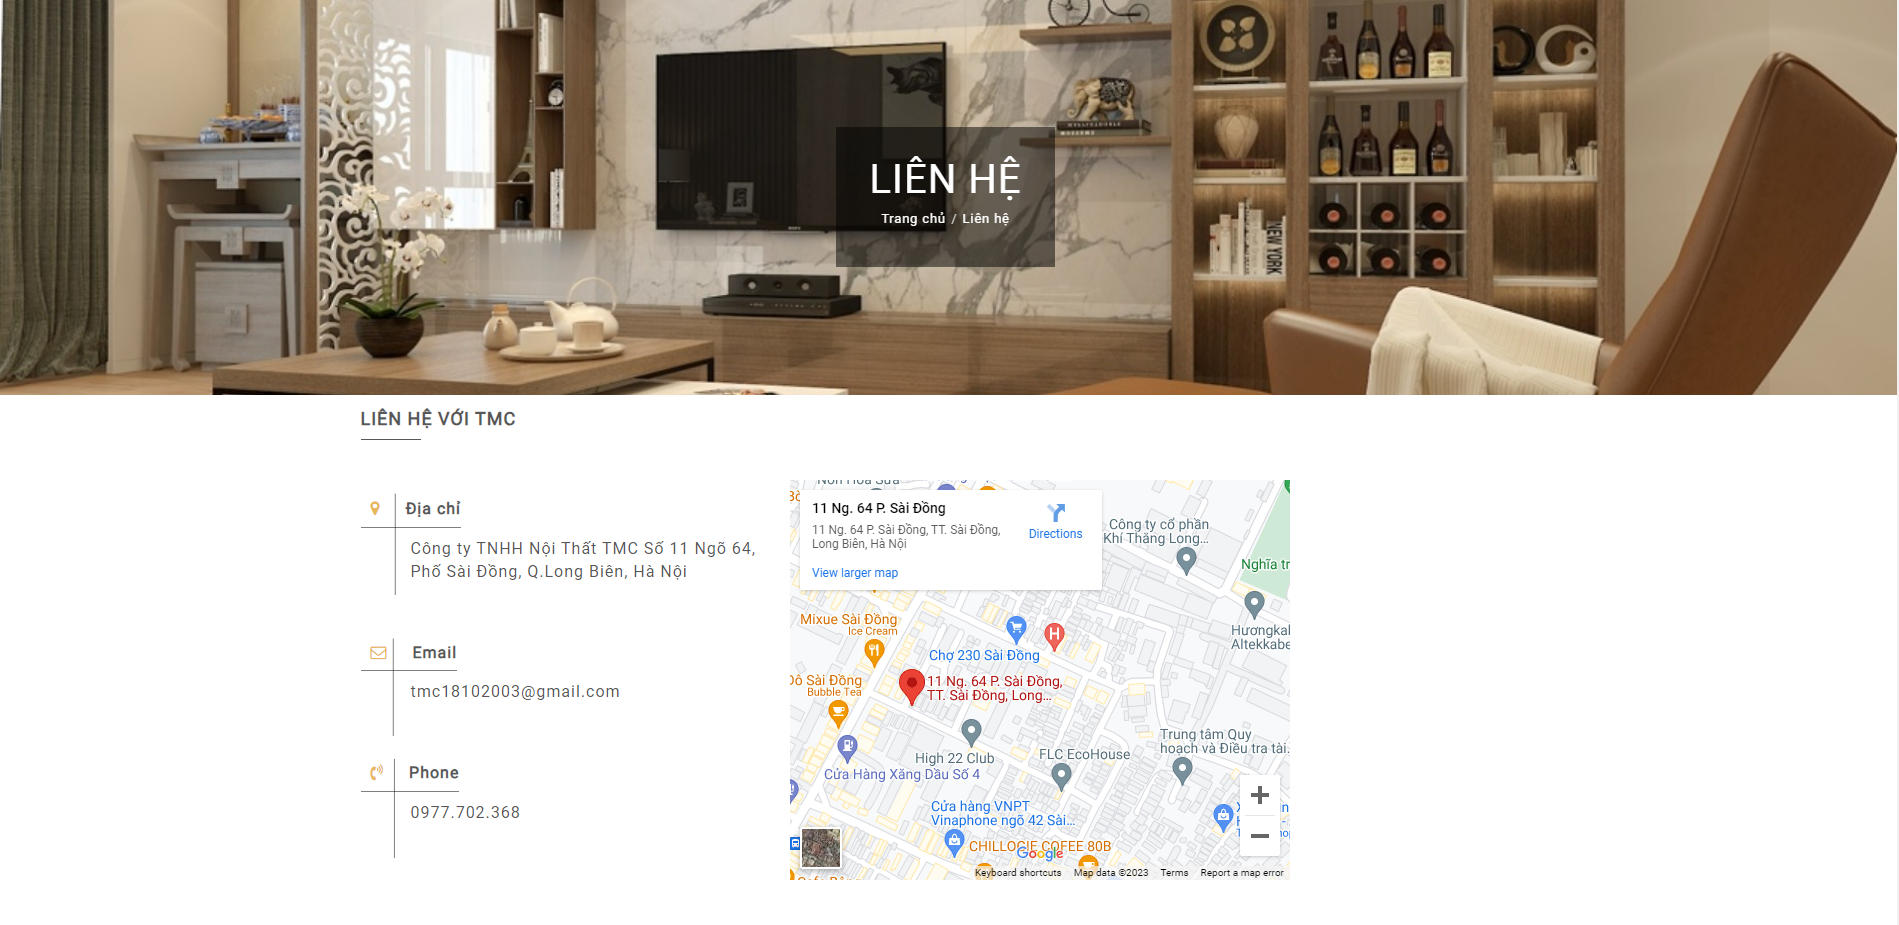 NEW YORK
LIÊN HỆ
Trang chủ / Liên hệ
LIÊN HỆ VỚI TMC
Địa chỉ
Công ty TNHH Nội Thất TMC Số 11 Ngõ 64,
Phố Sài Đồng, Q.Long Biên, Hà Nội
Email
tmc18102003@gmail.com
Phone
0977.702.368
11 Ng. 64 P. Sài Đồng
11 Ng. 64 P. Sài Đồng, TT. Sài Đồng,
Long Biên, Hà Nội
Directions
View larger map
Công ty cổ phần
Khí Thăng Long...
Nghĩa tr
Mixue Sài Đồng
Ice Cream
Hươngkal
Altekkabe
Chợ 230 Sài Đồng
Đô Sài Đồng
Bubble Tea
11 Ng. 64 P. Sài Đồng,
TT. Sài Đồng, Long...
Trung tâm Quy
hoạch và Điều tra tài...
High 22 Club
FLC EcoHouse
Cửa Hàng Xăng Dầu Số 4
Cửa hàng VNPT
Vinaphone ngõ 42 Sài...
CHILLOGIE COFEE 80B
Google
Keyboard shortcuts
Map data ©2023
Terms
Report a map error